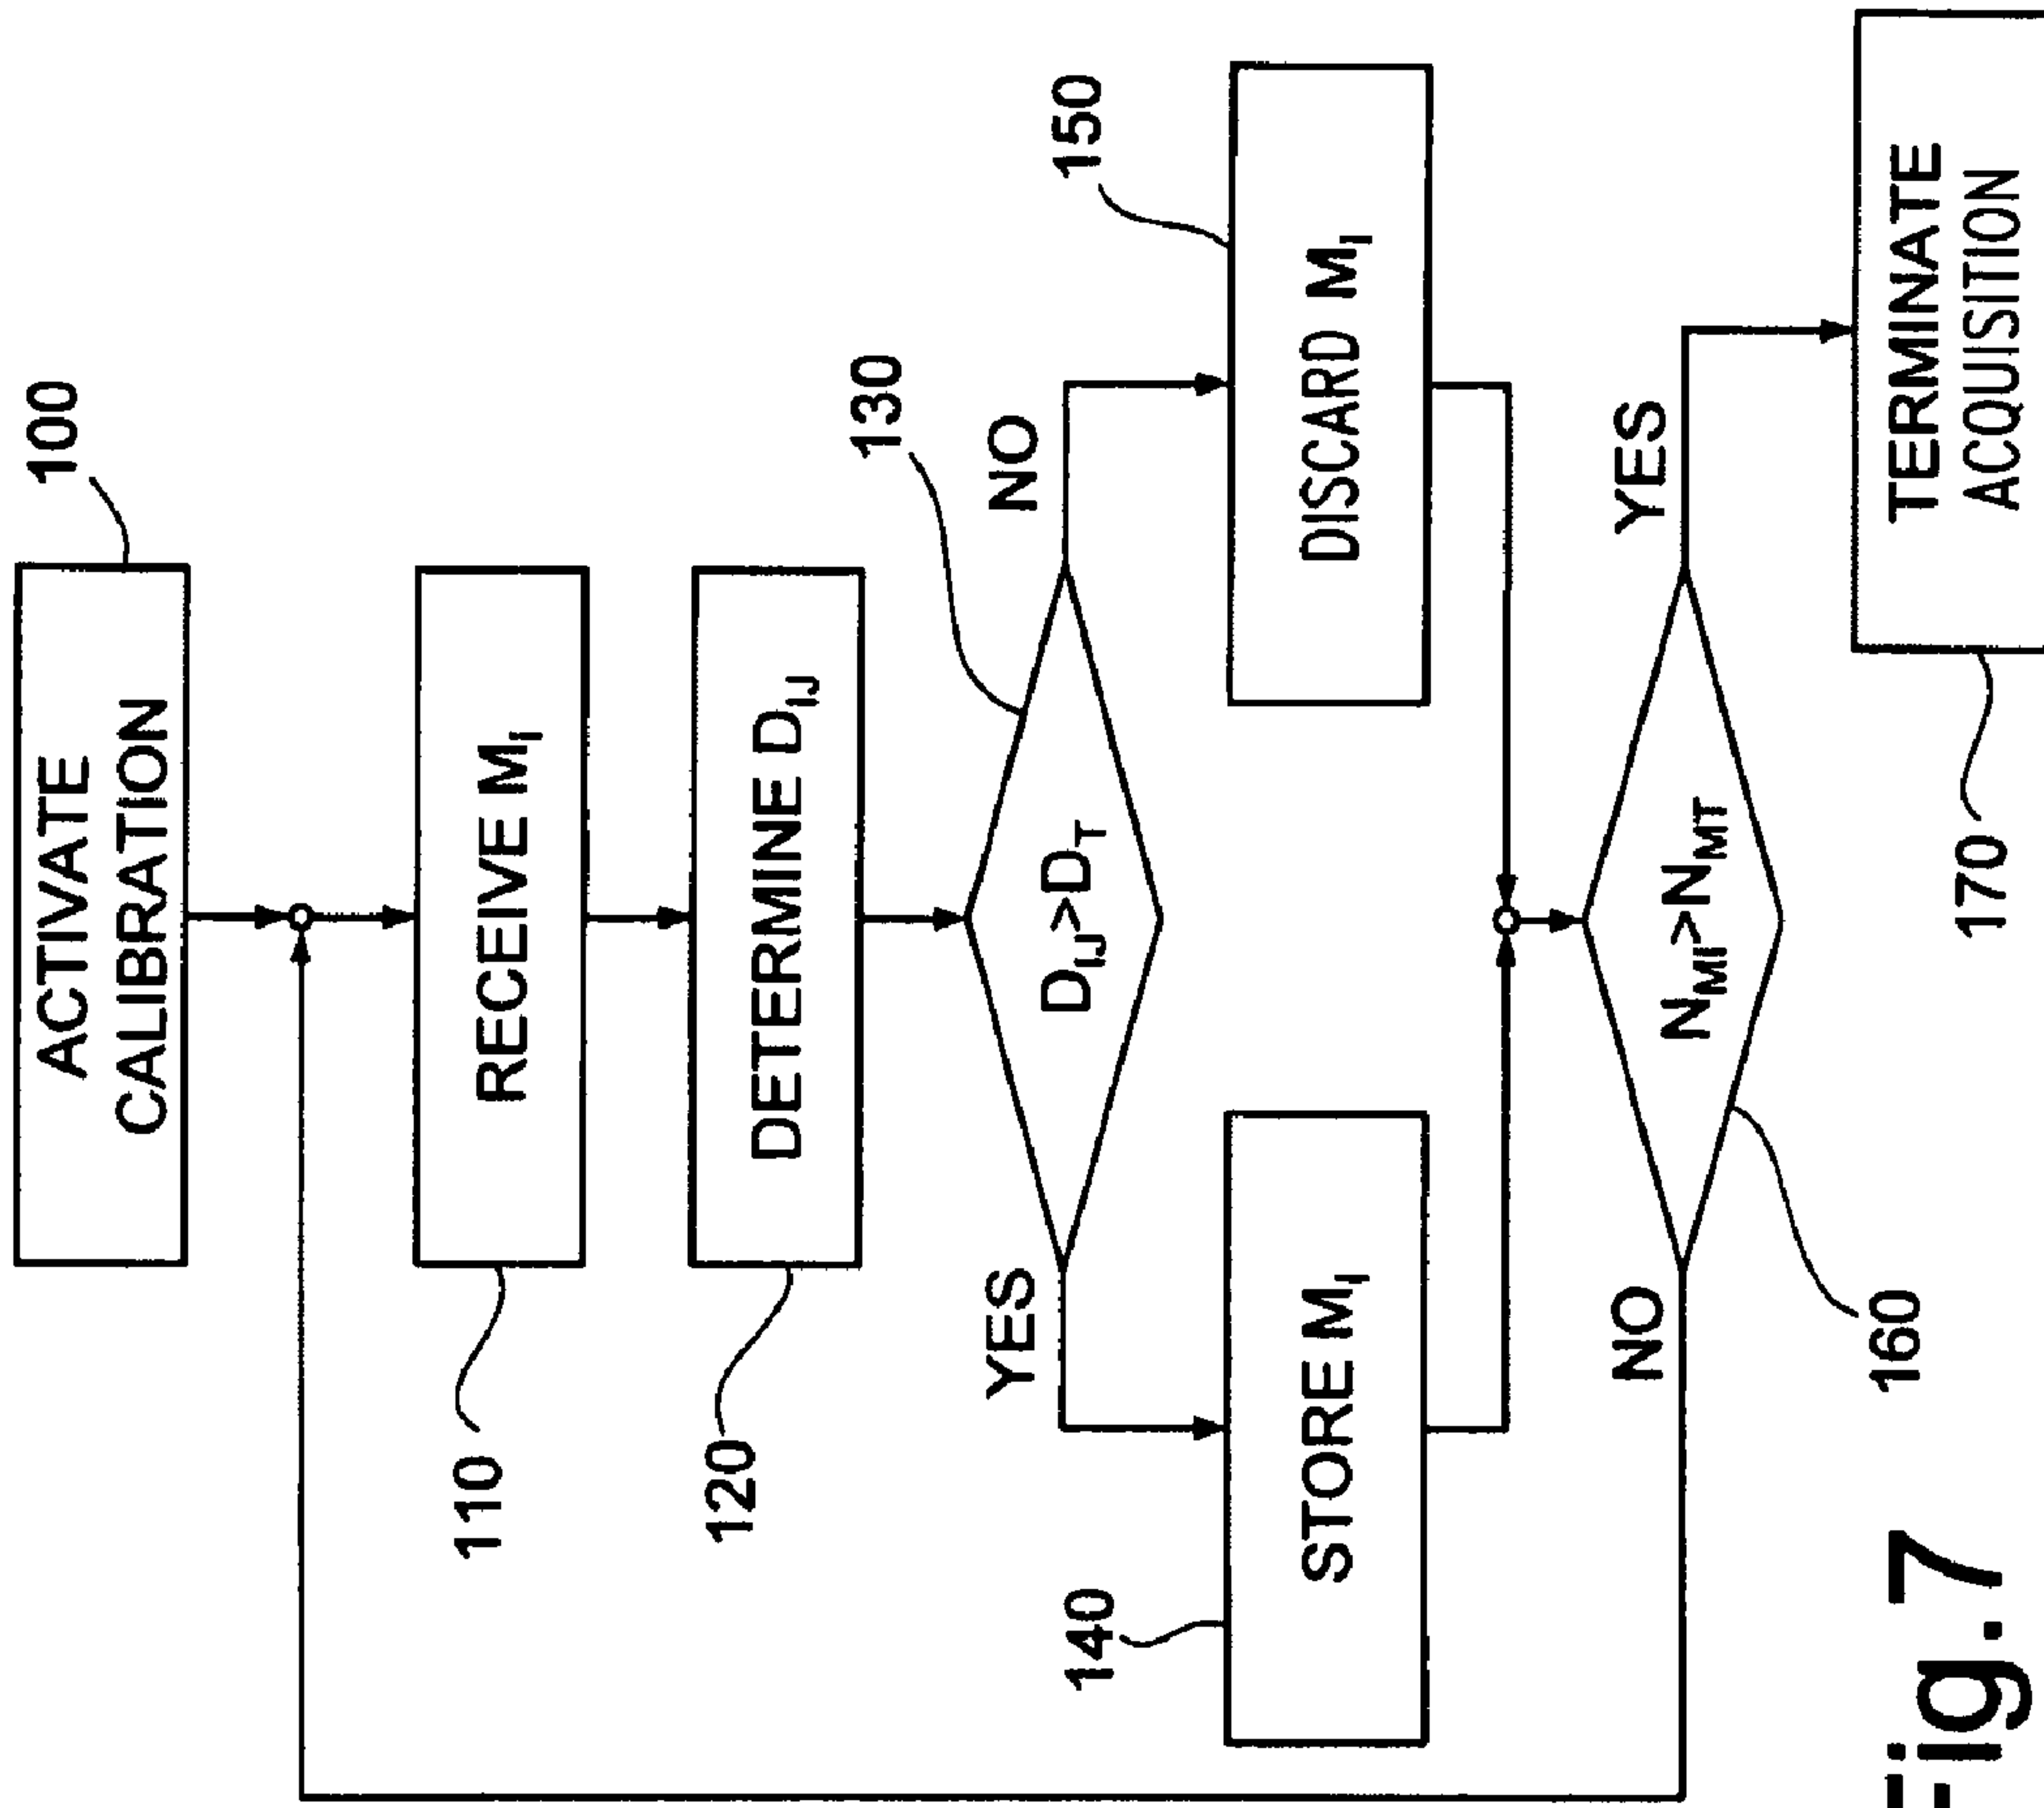 100
ACTIVATE
CALIBRATION
110
RECEIVE M_I
120
DETERMINE D_IJ
130
YES
NO
D_IJ>D_T
140
150
STORE M_I
DISCARD M_I
NO
YES
N_MI>N_MT
160
170
TERMINATE
ACQUISITION
Fig.7